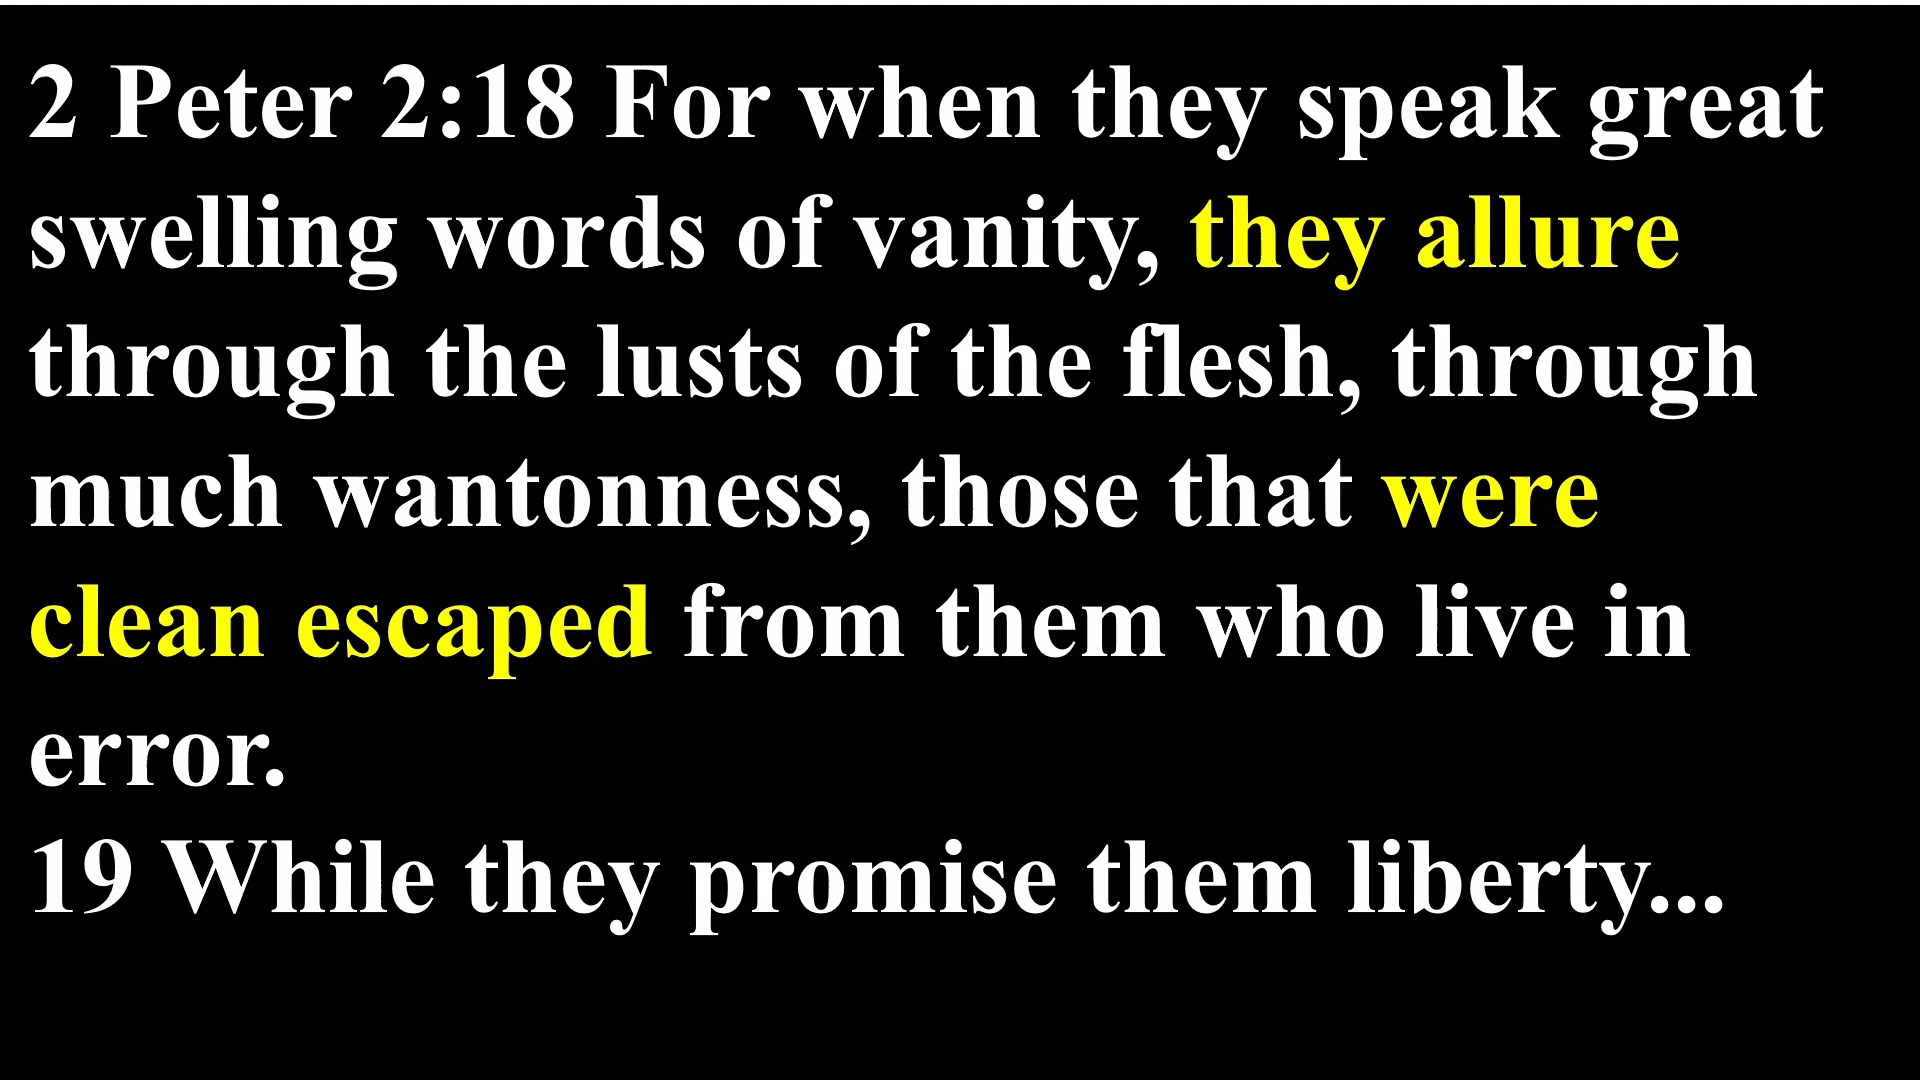 2 Peter 2:18 For when they speak great
swelling words of vanity, they allure
through the lusts of the flesh, through
much wantonness, those that were
clean escaped from them who live in
error.
19 While they promise them liberty...